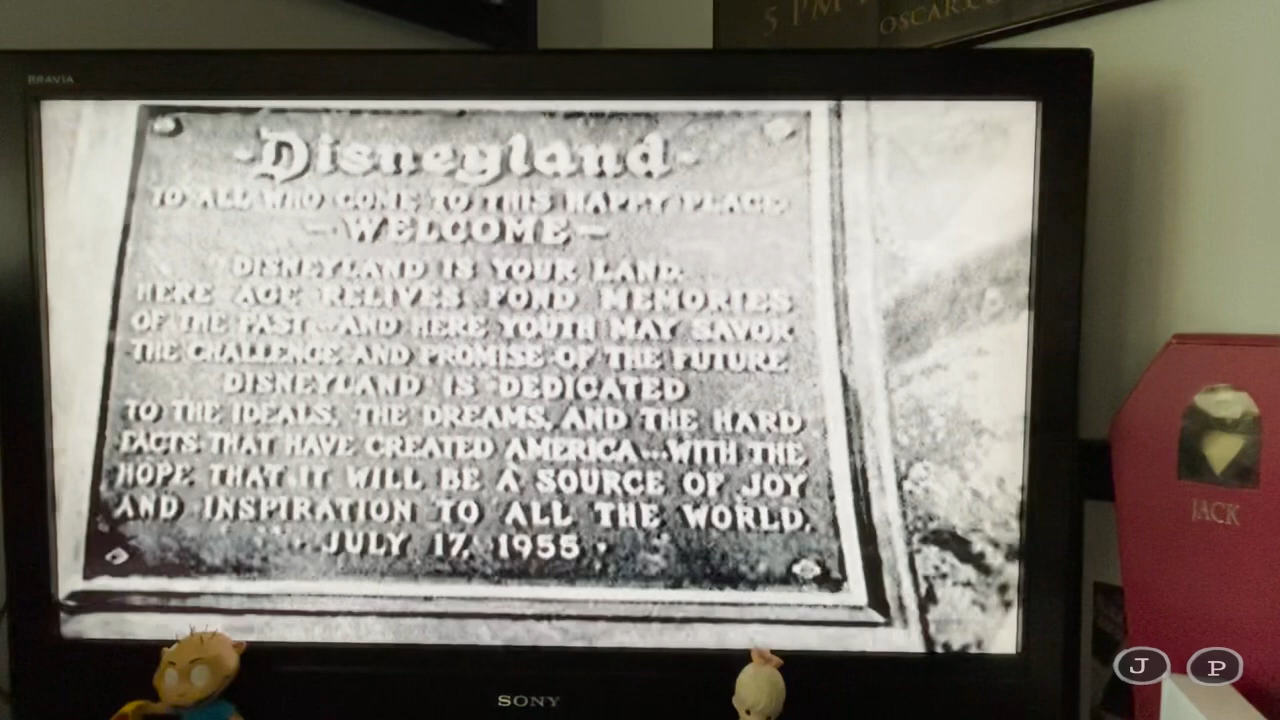 5 PM
OSCAR.C
BRAVIA
-Disneyland-
TO ALL WHO COME TO THIS HAPPY PLACE
- WELCOME -
DISNEYLAND IS YOUR LAND.
HERE AGE RELIVES FOND MEMORIES
OF THE PAST...AND HERE YOUTH MAY SAVOR
THE CHALLENGE AND PROMISE OF THE FUTURE
DISNEYLAND IS DEDICATED
TO THE IDEALS, THE DREAMS, AND THE HARD
FACTS THAT HAVE CREATED AMERICA...WITH THE
HOPE THAT IT WILL BE A SOURCE OF JOY
AND INSPIRATION TO ALL THE WORLD.
JULY 17, 1955
JACK
J P
SONY